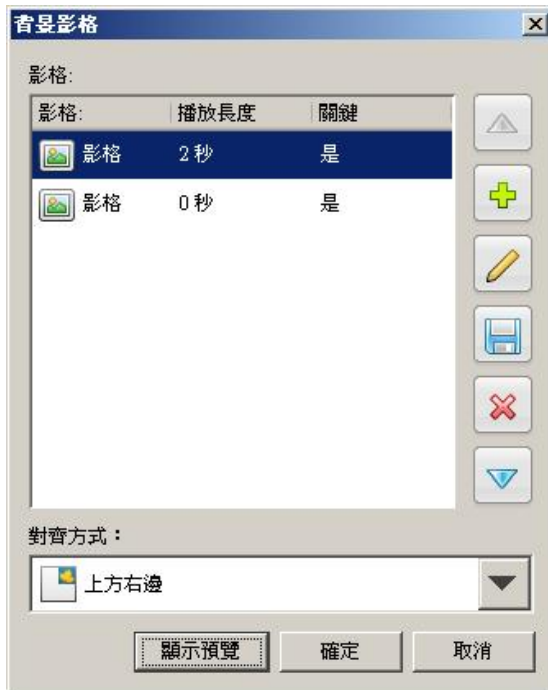 背景影格
影格:
影格: 播放長度 關鍵
影格 2 秒 是
影格 0 秒 是
對齊方式：
上方右邊
顯示預覽 確定 取消